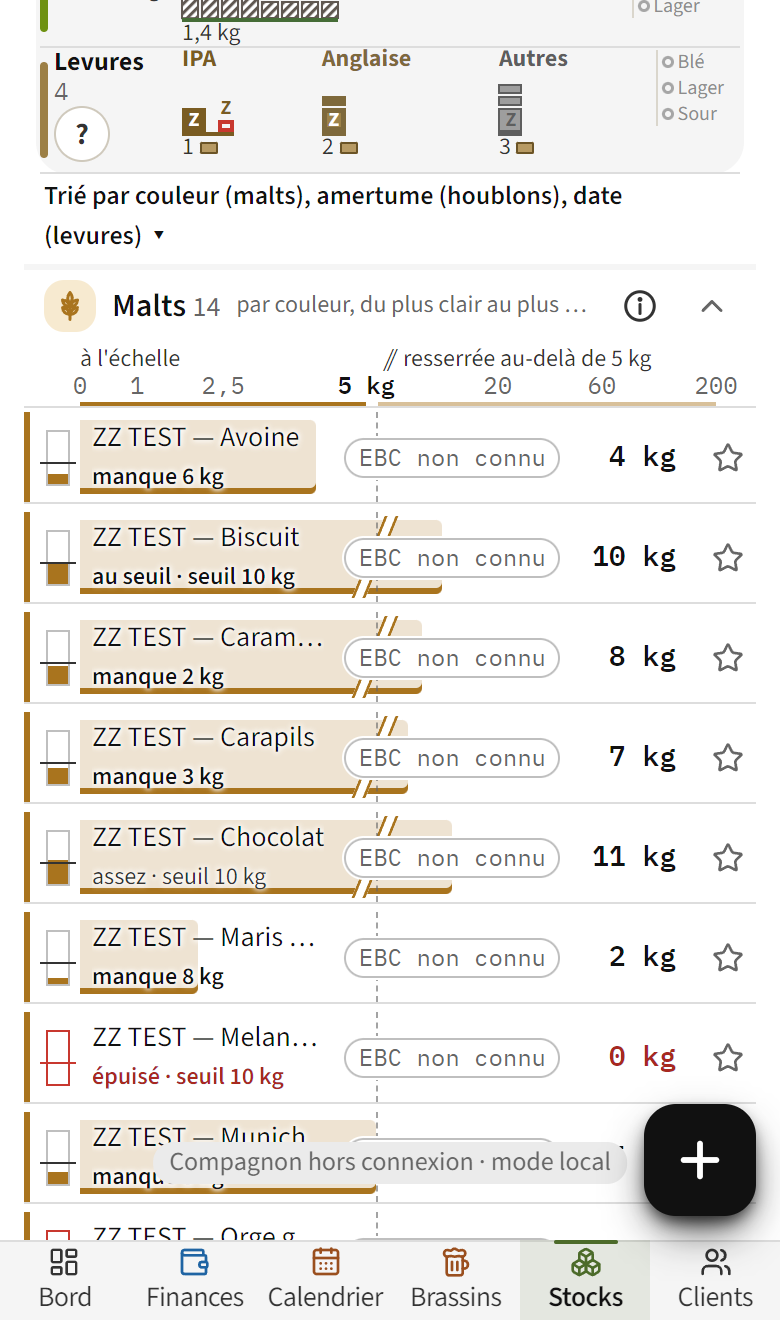 Lager
1,4 kg
Levures
4
?
IPA
Z
Z
1
Anglaise
Z
2
Autres
Z
3
Blé
Lager
Sour
Trié par couleur (malts), amertume (houblons), date
(levures) ▼
Malts 14 par couleur, du plus clair au plus …
à l'échelle // resserrée au-delà de 5 kg
0 1 2,5 5 kg 20 60 200
ZZ TEST — Avoine
manque 6 kg
EBC non connu
4 kg
ZZ TEST — Biscuit
au seuil · seuil 10 kg
EBC non connu
10 kg
ZZ TEST — Caram…
manque 2 kg
EBC non connu
8 kg
ZZ TEST — Carapils
manque 3 kg
EBC non connu
7 kg
ZZ TEST — Chocolat
assez · seuil 10 kg
EBC non connu
11 kg
ZZ TEST — Maris …
manque 8 kg
EBC non connu
2 kg
ZZ TEST — Melan…
épuisé · seuil 10 kg
EBC non connu
0 kg
ZZ TEST — Munich
Compagnon hors connexion · mode local
+
ZZ TEST — Orge g
Bord Finances Calendrier Brassins Stocks Clients